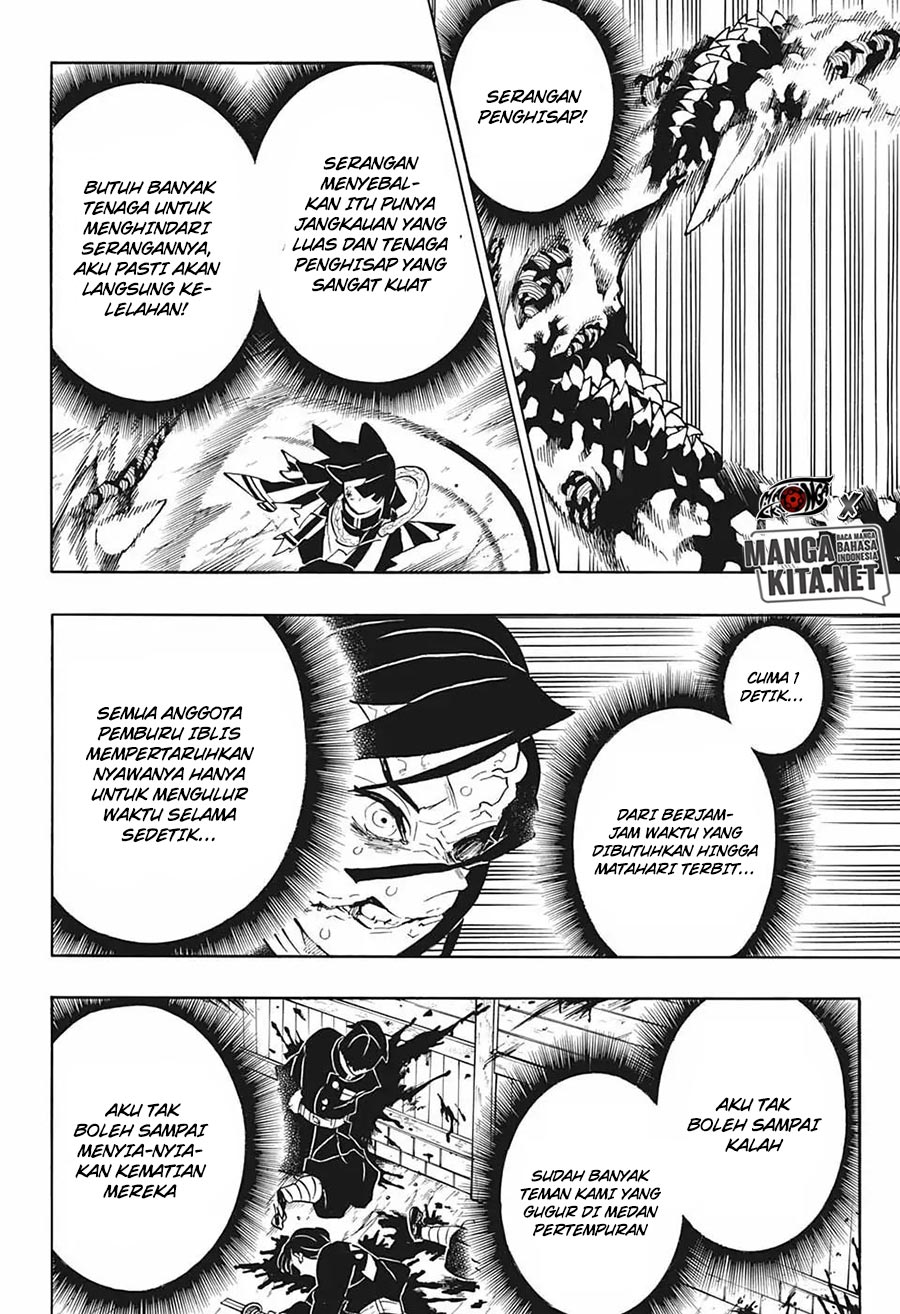 SERANGAN
PENGHISAP!
SERANGAN
MENYEBAL-
KAN ITU PUNYA
JANGKAUAN YANG
LUAS DAN TENAGA
PENGHISAP YANG
SANGAT KUAT
BUTUH BANYAK
TENAGA UNTUK
MENGHINDARI
SERANGANNYA,
AKU PASTI AKAN
LANGSUNG KE-
LELAHAN!
X
MANGA
KITA.NET
BACA MANGA
BAHASA
INDONESIA
CUMA 1
DETIK...
DARI BERJAM-
JAM WAKTU YANG
DIBUTUHKAN HINGGA
MATAHARI TERBIT...
SEMUA ANGGOTA
PEMBURU IBLIS
MEMPERTARUHKAN
NYAWANYA HANYA
UNTUK MENGULUR
WAKTU SELAMA
SEDETIK...
AKU TAK
BOLEH SAMPAI
KALAH
SUDAH BANYAK
TEMAN KAMI YANG
GUGUR DI MEDAN
PERTEMPURAN
AKU TAK
BOLEH SAMPAI
MENYIA-NYIA-
KAN KEMATIAN
MEREKA